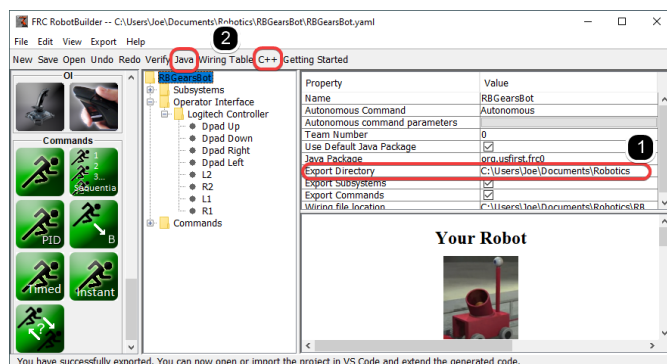 FRC RobotBuilder -- C:\Users\Joe\Documents\Robotics\RBGearsBot\RBGearsBot.yaml
File Edit View Export Help
2
New Save Open Undo Redo Verify Java Wiring Table C++ Getting Started
OI
Commands
1
2
3...
Sequentia
PID
B
Timed
Instant
?
RBGearsBot
Subsystems
Operator Interface
Logitech Controller
Dpad Up
Dpad Down
Dpad Right
Dpad Left
L2
R2
L1
R1
Commands
Property Value
Name RBGearsBot
Autonomous Command Autonomous
Autonomous command parameters
Team Number 0
Use Default Java Package
1
Java Package org.usfirst.frc0
Export Directory C:\Users\Joe\Documents\Robotics
Export Subsystems
Export Commands
Wiring file location C:\Users\Joe\Documents\Robotics\RB
Your Robot
You have successfully exported. You can now open or import the project in VS Code and extend the generated code.